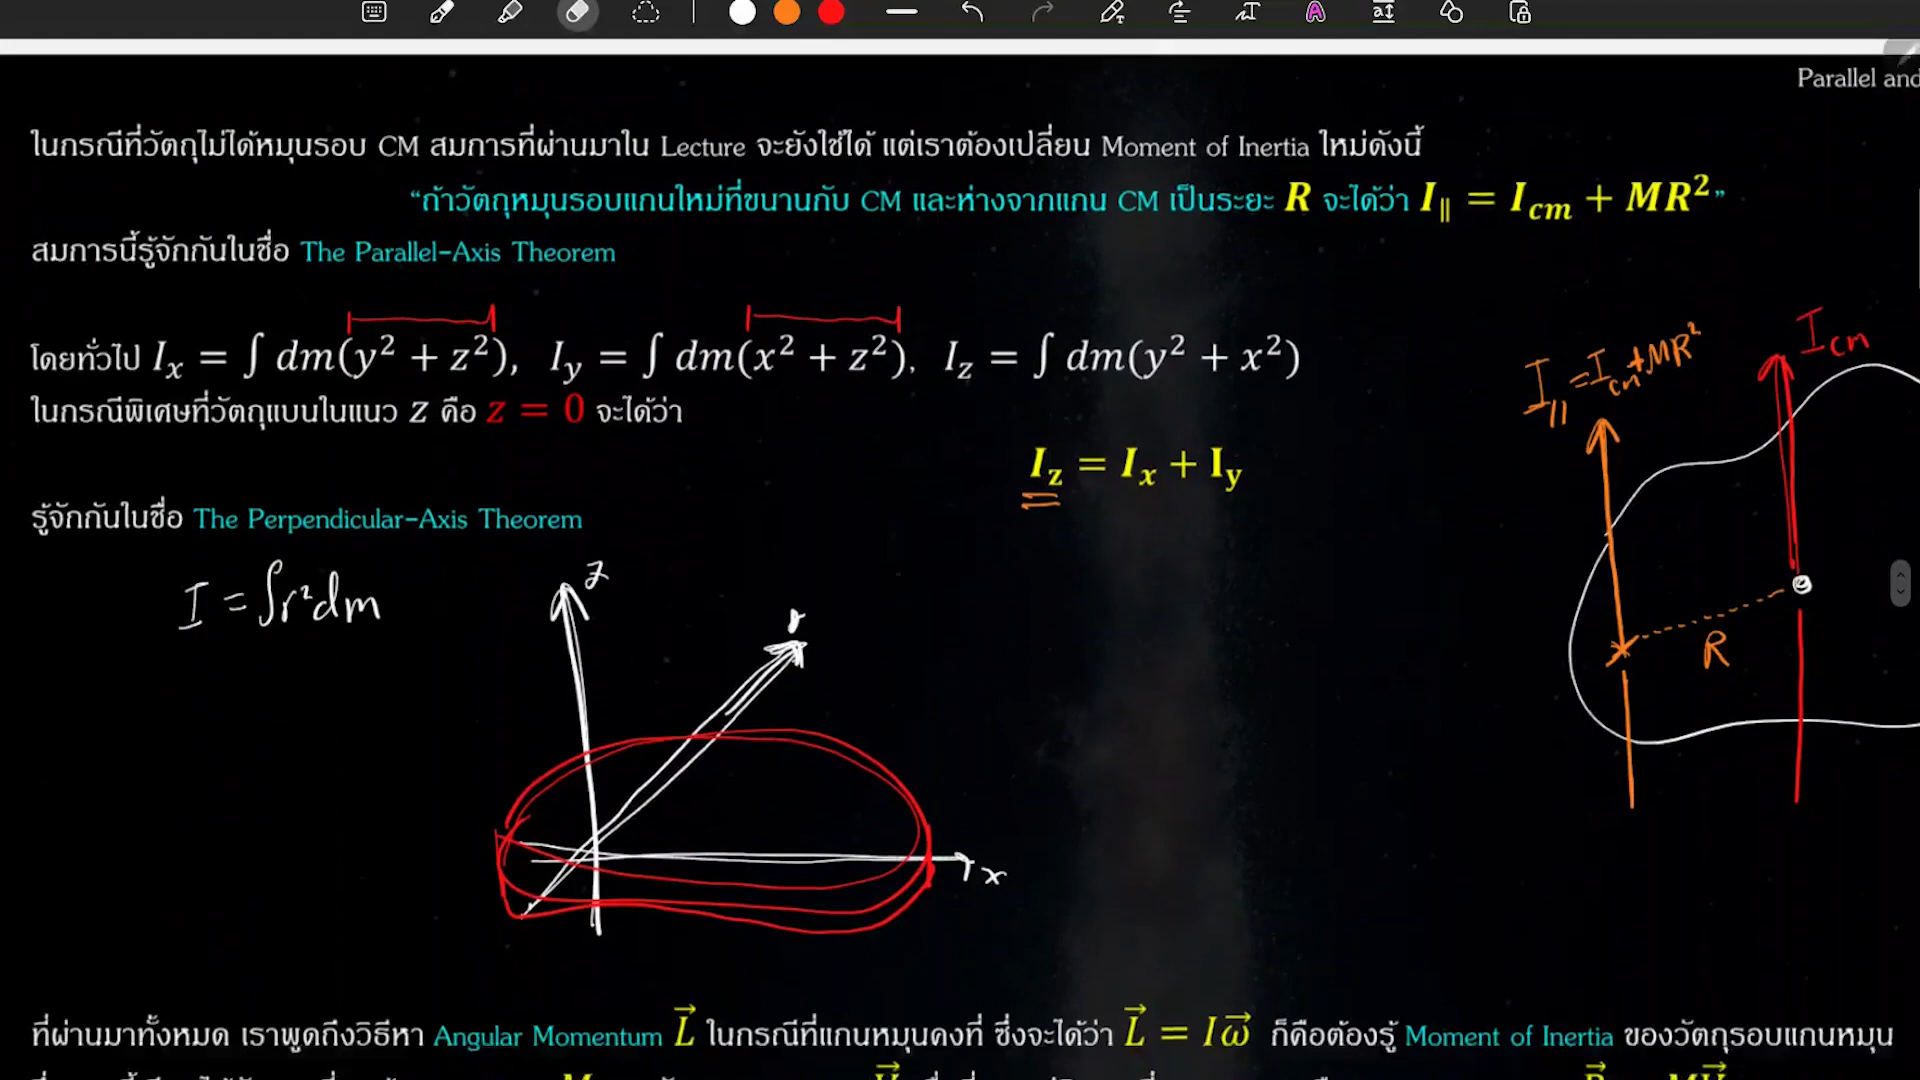 Parallel and
ในกรณีที่วัตถุไม่ได้หมุนรอบ CM สมการที่ผ่านมาใน Lecture จะยังใช้ได้ แต่เราต้องเปลี่ยน Moment of Inertia ใหม่ดังนี้
“ถ้าวัตถุหมุนรอบแกนใหม่ที่ขนานกับ CM และห่างจากแกน CM เป็นระยะ R จะได้ว่า I∥ = Icm + MR²”
สมการนี้รู้จักกันในชื่อ The Parallel-Axis Theorem
โดยทั่วไป Ix = ∫ dm(y² + z²), Iy = ∫ dm(x² + z²), Iz = ∫ dm(y² + x²)
ในกรณีพิเศษที่วัตถุแบนในแนว z คือ z = 0 จะได้ว่า
Iz = Ix + Iy
รู้จักกันในชื่อ The Perpendicular-Axis Theorem
I = ∫r²dm
z
x
I∥ = Icm + MR²
Icm
R
ที่ผ่านมาทั้งหมด เราพูดถึงวิธีหา Angular Momentum L⃗ ในกรณีที่แกนหมุนคงที่ ซึ่งจะได้ว่า L⃗ = Iω⃗ ก็คือต้องรู้ Moment of Inertia ของวัตถุรอบแกนหมุน